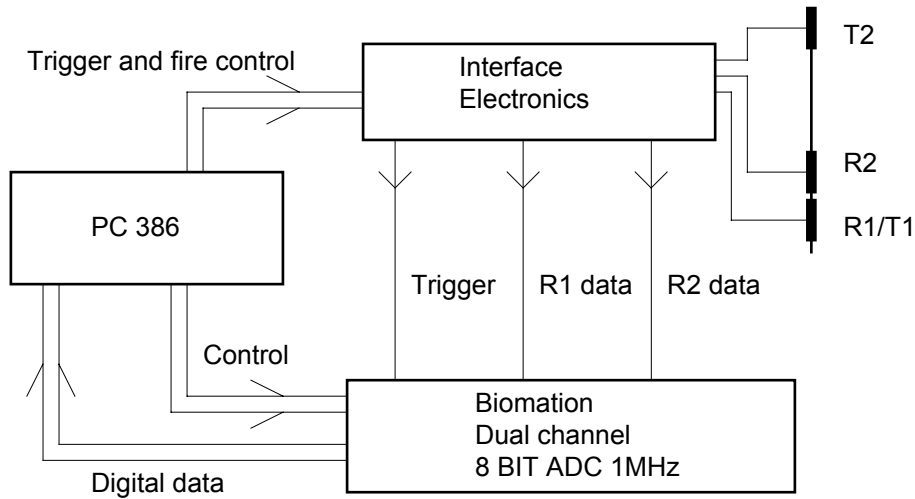 T2
Trigger and fire control
Interface
Electronics
R2
PC 386
R1/T1
Trigger
R1 data
R2 data
Control
Biomation
Dual channel
8 BIT ADC 1MHz
Digital data